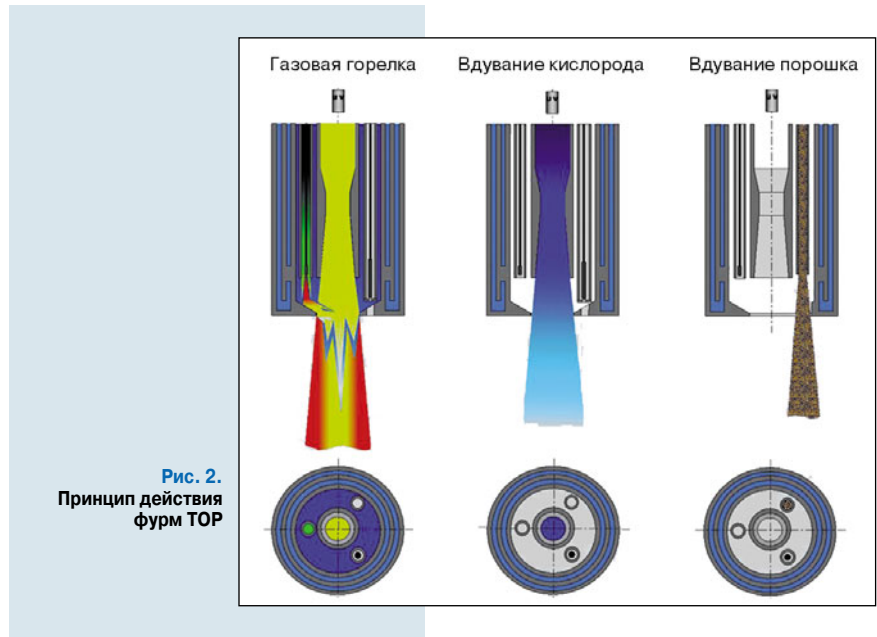 Газовая горелка
Вдувание кислорода
Вдувание порошка
Рис. 2.
Принцип действия
фурм TOP